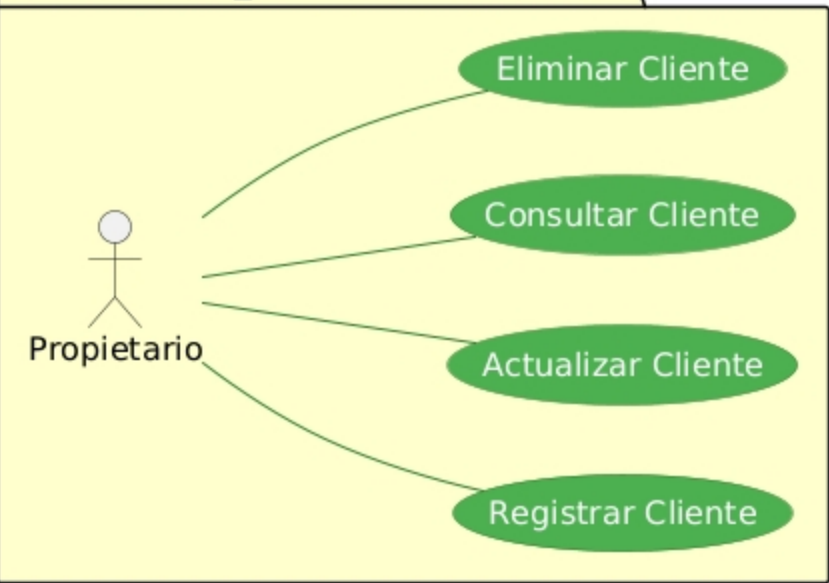 Eliminar Cliente
Consultar Cliente
Propietario
Actualizar Cliente
Registrar Cliente